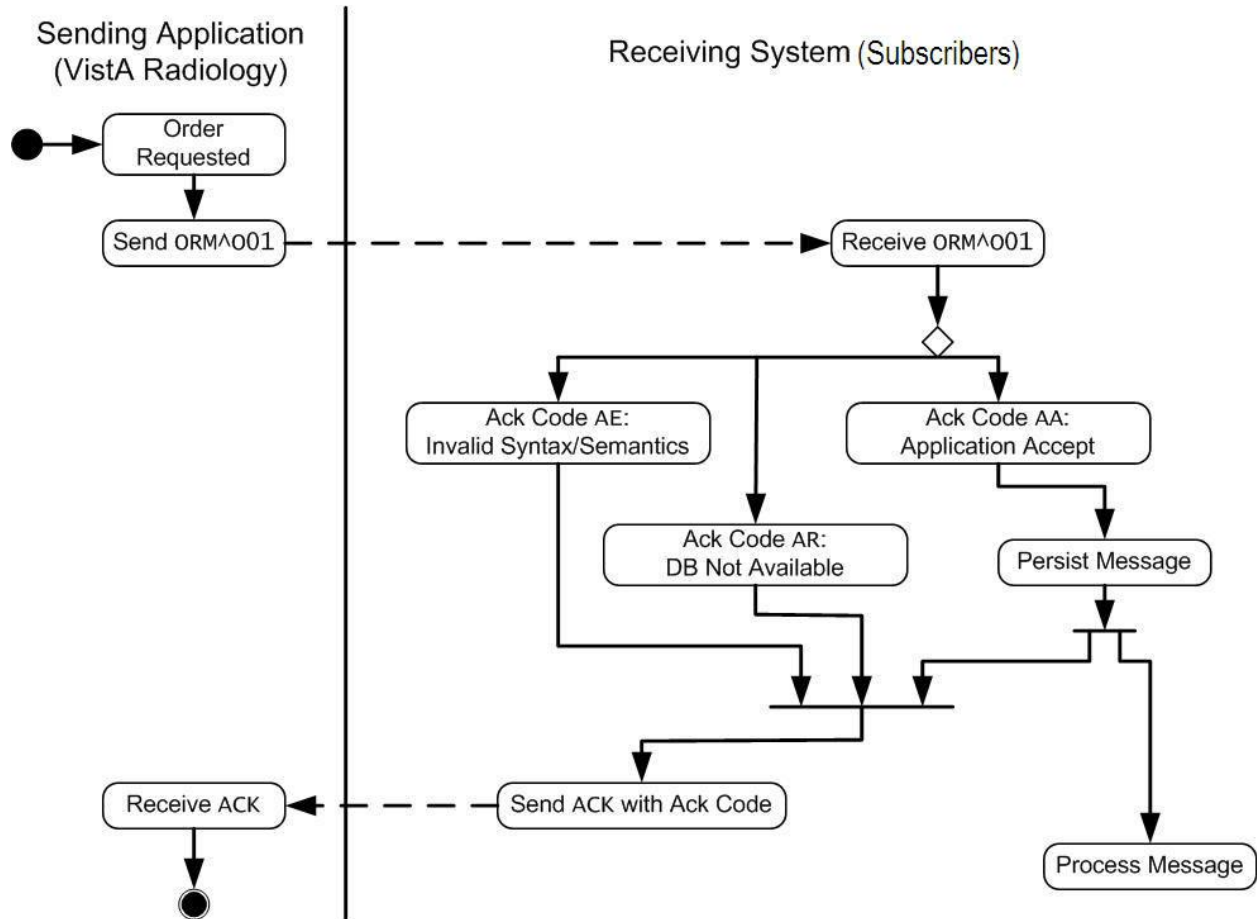 Sending Application
(VistA Radiology)
Receiving System (Subscribers)
Order
Requested
Send ORM^O01
Receive ORM^O01
Ack Code AE:
Invalid Syntax/Semantics
Ack Code AA:
Application Accept
Ack Code AR:
DB Not Available
Persist Message
Receive ACK
Send ACK with Ack Code
Process Message